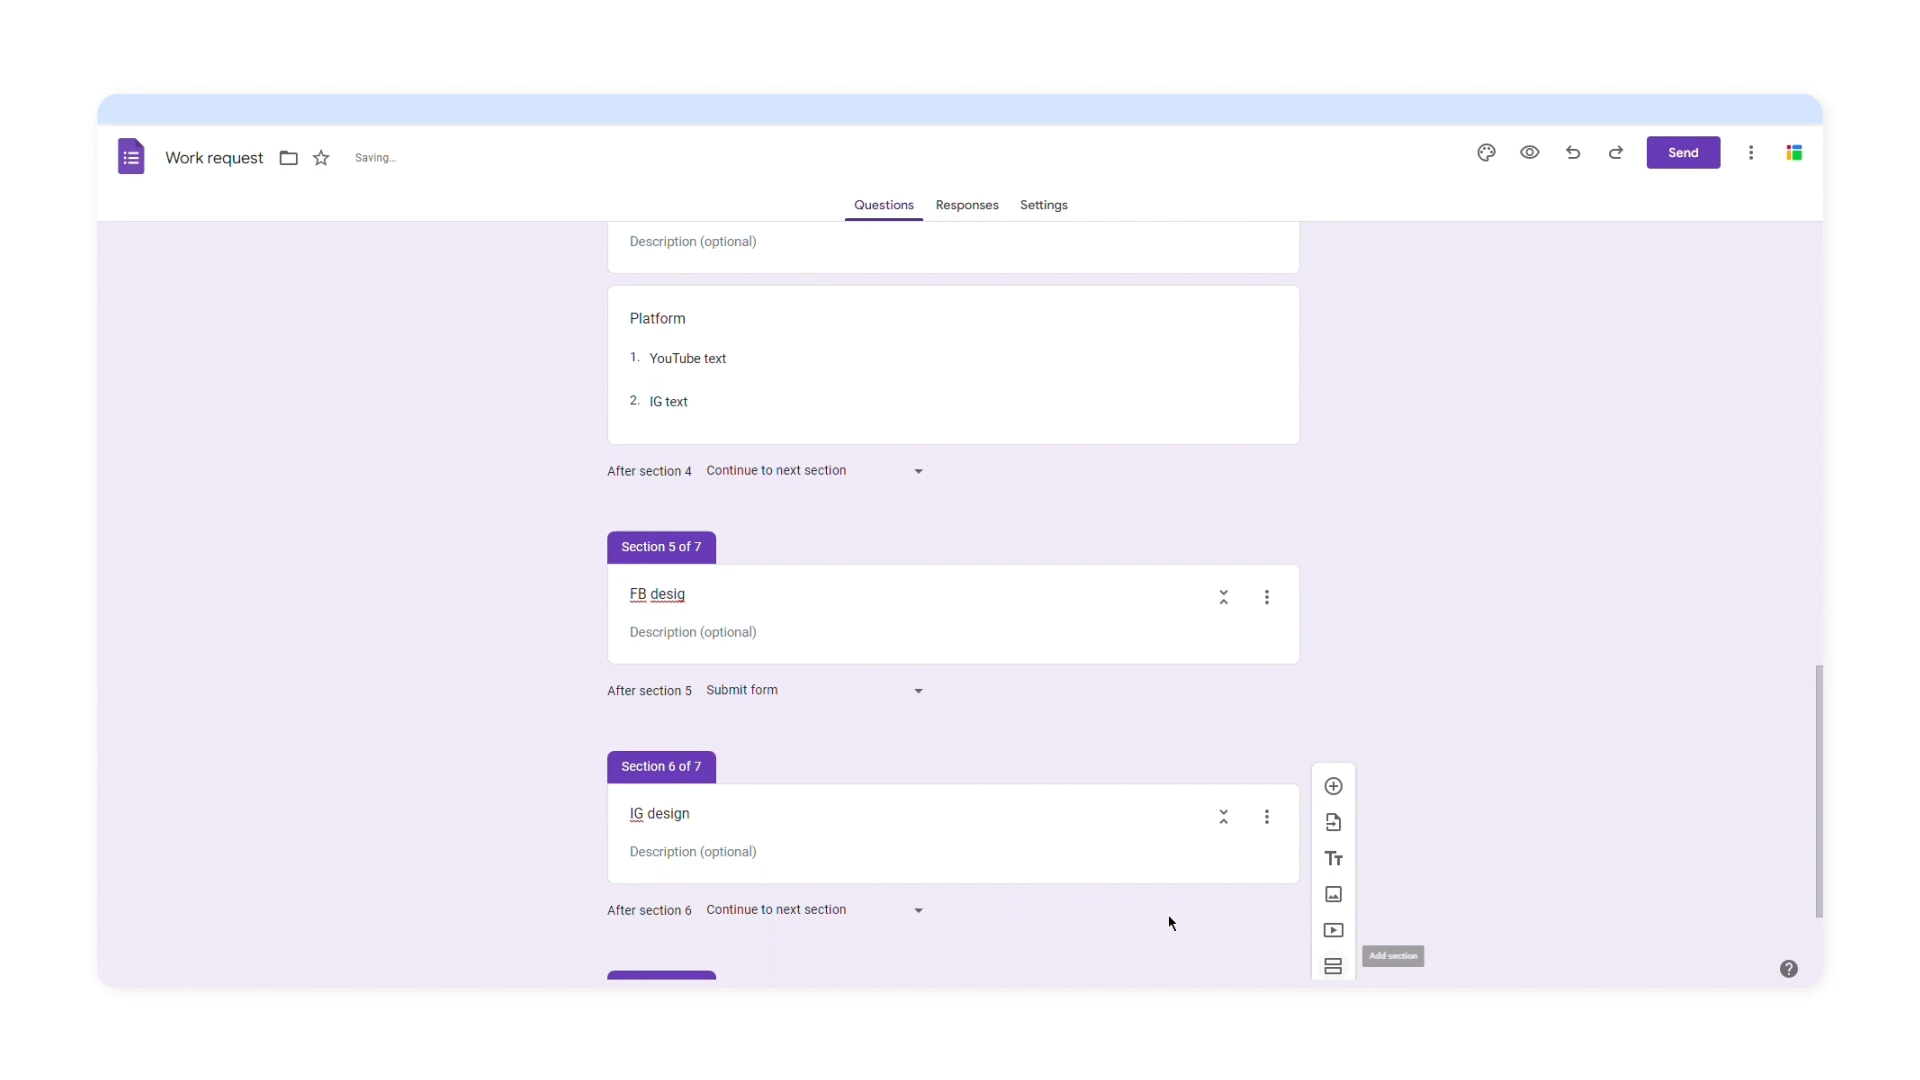 Work request
Saving...
Send
Questions
Responses
Settings
Description (optional)
Platform
1. YouTube text
2. IG text
After section 4 Continue to next section
Section 5 of 7
FB desig
Description (optional)
After section 5 Submit form
Section 6 of 7
IG design
Description (optional)
After section 6 Continue to next section
Tт
Add section